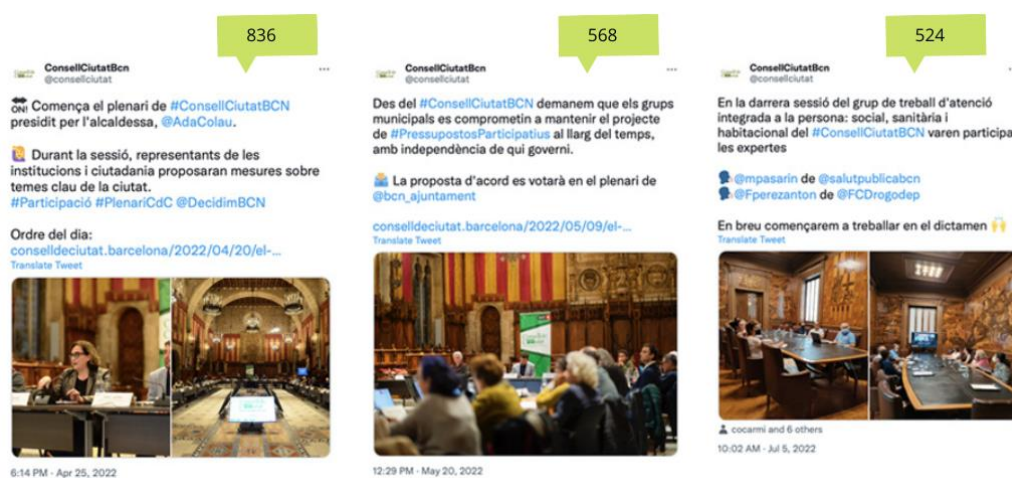 836
ConsellCiutatBcn
@consellciutat
Comença el plenari de #ConsellCiutatBCN
presidit per l'alcaldessa, @AdaColau.
Durant la sessió, representants de les
institucions i ciutadania proposaran mesures sobre
temes clau de la ciutat.
#Participació #PlenariCdC @DecidimBCN
Ordre del dia:
conselldeciutat.barcelona/2022/04/20/el-...
Translate Tweet
6:14 PM · Apr 25, 2022
568
ConsellCiutatBcn
@consellciutat
Des del #ConsellCiutatBCN demanem que els grups
municipals es comprometin a mantenir el projecte
de #PressupostosParticipatius al llarg del temps,
amb independència de qui governi.
La proposta d'acord es votarà en el plenari de
@bcn_ajuntament
conselldeciutat.barcelona/2022/05/09/el-...
Translate Tweet
12:29 PM · May 20, 2022
524
ConsellCiutatBcn
@consellciutat
En la darrera sessió del grup de treball d'atenció
integrada a la persona: social, sanitària i
habitacional del #ConsellCiutatBCN varen participa
les expertes
@mpasarin de @salutpublicabcn
@Fperezanton de @FCDrogodep
En breu començarem a treballar en el dictamen
Translate Tweet
cocarmi and 6 others
10:02 AM · Jul 5, 2022